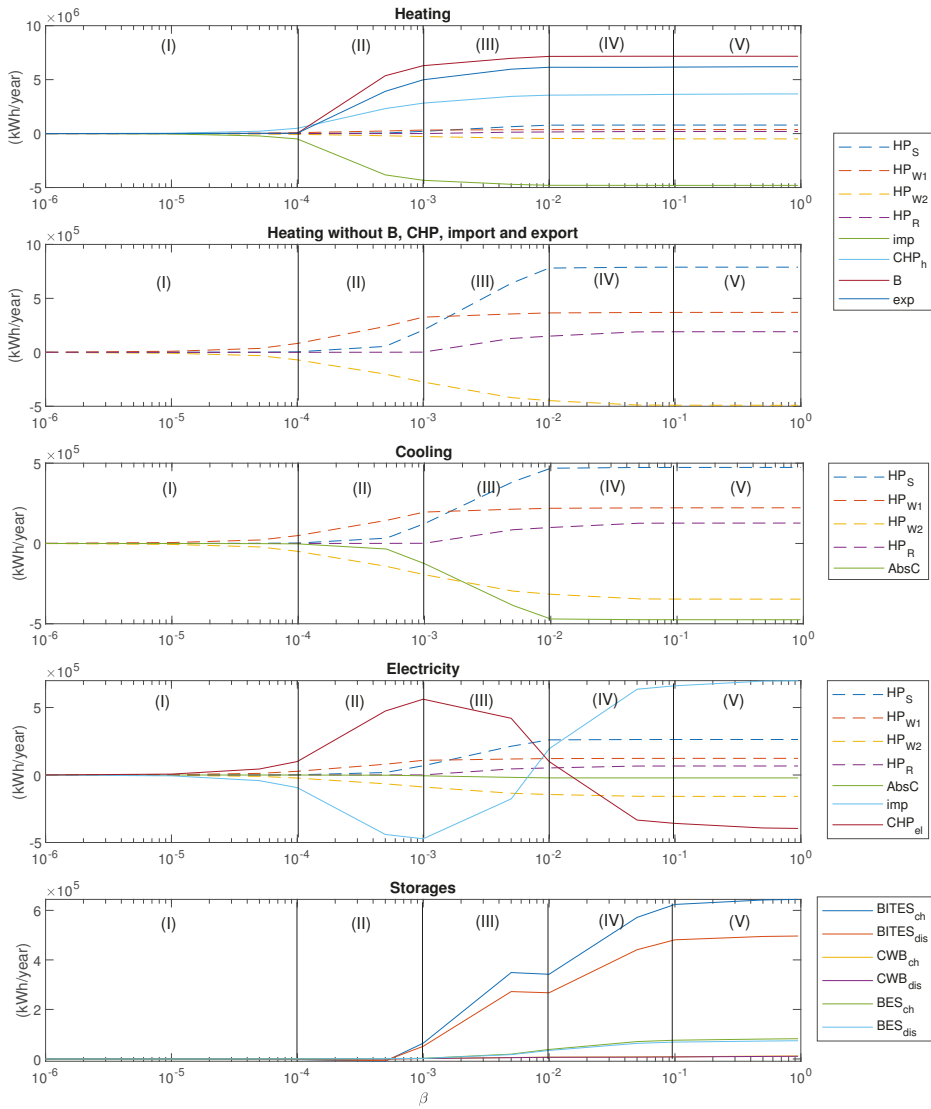 Heating
×10^6
(I) (II) (III) (IV) (V)
10
5
0
-5
(kWh/year)
10^-6 10^-5 10^-4 10^-3 10^-2 10^-1 10^0
HP_S
HP_W1
HP_W2
HP_R
imp
CHP_h
B
exp
Heating without B, CHP, import and export
×10^5
(I) (II) (III) (IV) (V)
10
5
0
-5
(kWh/year)
10^-6 10^-5 10^-4 10^-3 10^-2 10^-1 10^0
Cooling
×10^5
(I) (II) (III) (IV) (V)
5
0
-5
(kWh/year)
10^-6 10^-5 10^-4 10^-3 10^-2 10^-1 10^0
HP_S
HP_W1
HP_W2
HP_R
AbsC
Electricity
×10^5
(I) (II) (III) (IV) (V)
5
0
-5
(kWh/year)
10^-6 10^-5 10^-4 10^-3 10^-2 10^-1 10^0
HP_S
HP_W1
HP_W2
HP_R
AbsC
imp
CHP_el
Storages
×10^5
(I) (II) (III) (IV) (V)
6
4
2
0
(kWh/year)
10^-6 10^-5 10^-4 10^-3 10^-2 10^-1 10^0
β
BITES_ch
BITES_dis
CWB_ch
CWB_dis
BES_ch
BES_dis